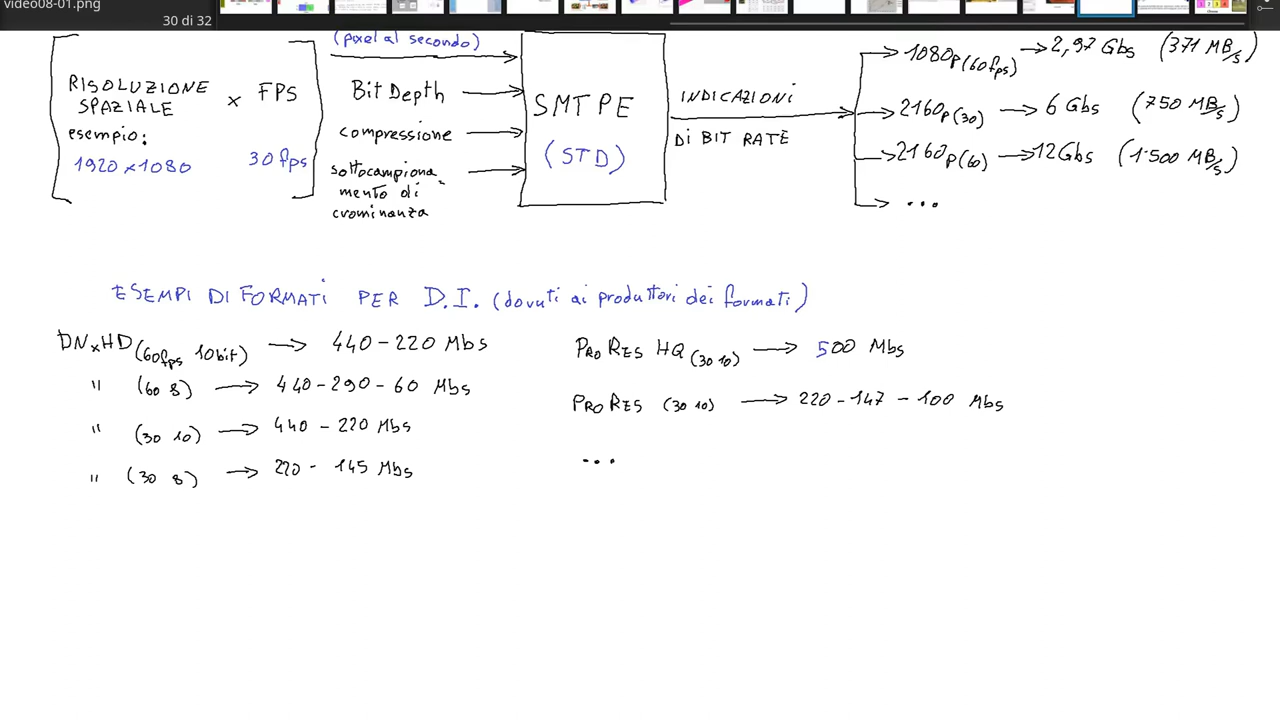 video08-01.png
30 di 32
(pixel al secondo)
RISOLUZIONE SPAZIALE × FPS
esempio:
1920 x 1080 30 fps
Bit Depth
compressione
sottocampiona
mento di
crominanza
SMTPE
(STD)
INDICAZIONI
Di BIT RATE
1080p(60fps) → 2,97 Gbs (371 MB/s)
2160p(30) → 6 Gbs (750 MB/s)
2160p(60) → 12 Gbs (1.500 MB/s)
...
ESEMPI DI FORMATI PER D.I. (dovuti ai produttori dei formati)
DNxHD (60fps 10bit) → 440-220 Mbs
" (60 8) → 440-290-60 Mbs
" (30 10) → 440-220 Mbs
" (30 8) → 220-145 Mbs
PRORES HQ (30 10) → 500 Mbs
PRORES (30 10) → 220-147-100 Mbs
...